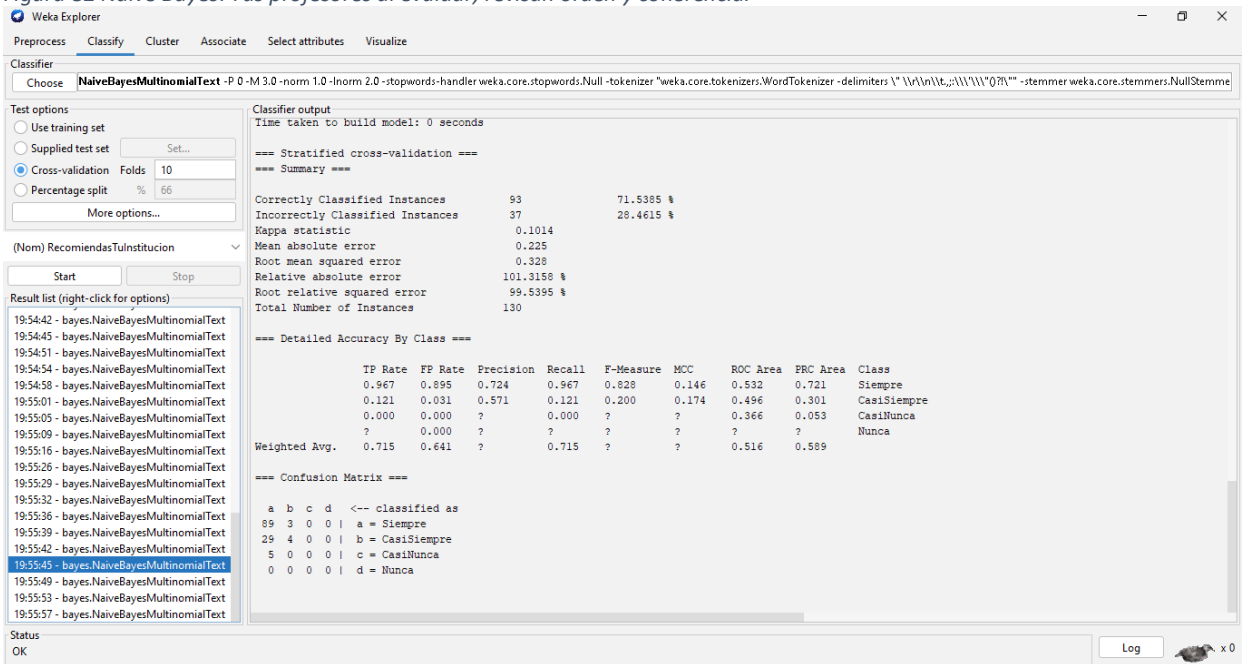 Weka Explorer
Preprocess Classify Cluster Associate Select attributes Visualize
Classifier
Choose NaiveBayesMultinomialText -P 0 -M 3.0 -norm 1.0 -lnorm 2.0 -stopwords-handler weka.core.stopwords.Null -tokenizer "weka.core.tokenizers.WordTokenizer -delimiters \" \\r\\n\\t.,;:\\\'\\\"()?!\"" -stemmer weka.core.stemmers.NullStemme
Test options
Use training set
Supplied test set Set...
Cross-validation Folds 10
Percentage split % 66
More options...
(Nom) RecomiendasTuInstitucion
Start Stop
Result list (right-click for options)
19:54:42 - bayes.NaiveBayesMultinomialText
19:54:45 - bayes.NaiveBayesMultinomialText
19:54:51 - bayes.NaiveBayesMultinomialText
19:54:54 - bayes.NaiveBayesMultinomialText
19:54:58 - bayes.NaiveBayesMultinomialText
19:55:01 - bayes.NaiveBayesMultinomialText
19:55:05 - bayes.NaiveBayesMultinomialText
19:55:09 - bayes.NaiveBayesMultinomialText
19:55:16 - bayes.NaiveBayesMultinomialText
19:55:26 - bayes.NaiveBayesMultinomialText
19:55:29 - bayes.NaiveBayesMultinomialText
19:55:32 - bayes.NaiveBayesMultinomialText
19:55:36 - bayes.NaiveBayesMultinomialText
19:55:39 - bayes.NaiveBayesMultinomialText
19:55:42 - bayes.NaiveBayesMultinomialText
19:55:45 - bayes.NaiveBayesMultinomialText
19:55:49 - bayes.NaiveBayesMultinomialText
19:55:53 - bayes.NaiveBayesMultinomialText
19:55:57 - bayes.NaiveBayesMultinomialText
Classifier output
Time taken to build model: 0 seconds
=== Stratified cross-validation ===
=== Summary ===
Correctly Classified Instances 93 71.5385 %
Incorrectly Classified Instances 37 28.4615 %
Kappa statistic 0.1014
Mean absolute error 0.225
Root mean squared error 0.328
Relative absolute error 101.3158 %
Root relative squared error 99.5395 %
Total Number of Instances 130
=== Detailed Accuracy By Class ===
TP Rate FP Rate Precision Recall F-Measure MCC ROC Area PRC Area Class
0.967 0.895 0.724 0.967 0.828 0.146 0.532 0.721 Siempre
0.121 0.031 0.571 0.121 0.200 0.174 0.496 0.301 CasiSiempre
0.000 0.000 ? 0.000 ? ? 0.366 0.053 CasiNunca
? 0.000 ? ? ? ? ? ? Nunca
Weighted Avg. 0.715 0.641 ? 0.715 ? ? 0.516 0.589
=== Confusion Matrix ===
a b c d <-- classified as
89 3 0 0 | a = Siempre
29 4 0 0 | b = CasiSiempre
5 0 0 0 | c = CasiNunca
0 0 0 0 | d = Nunca
Status
OK
Log x 0